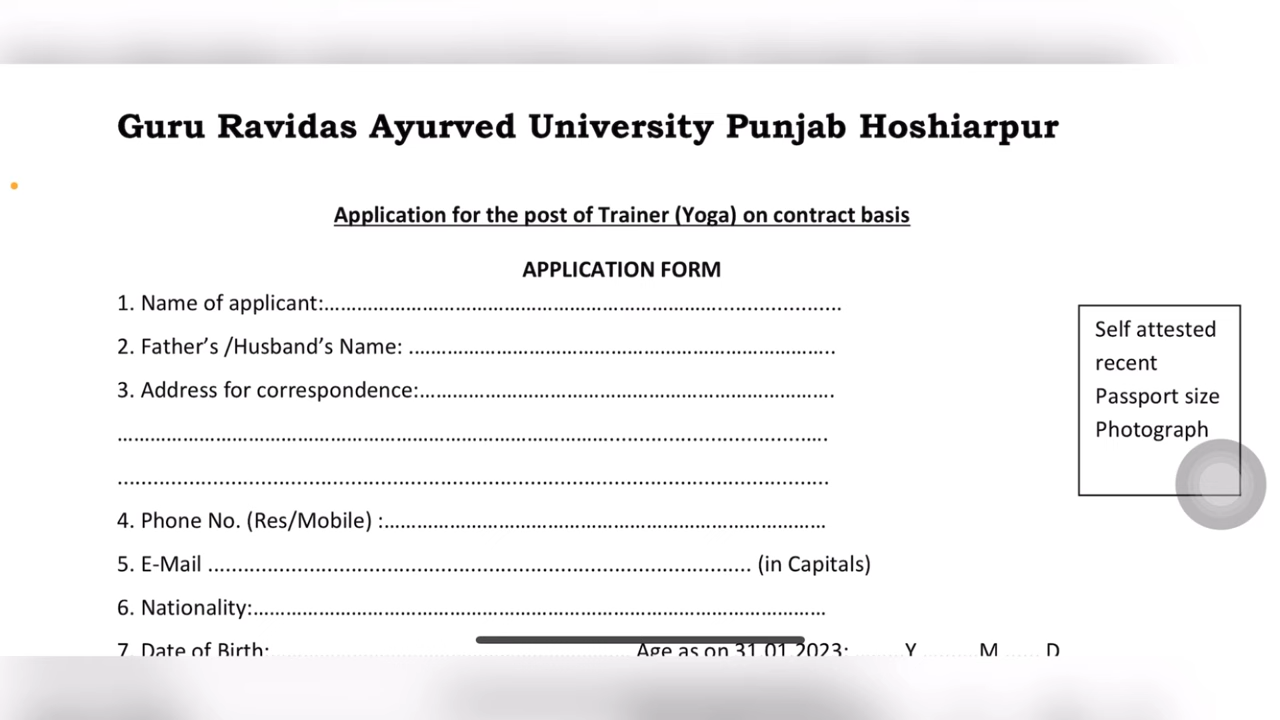 Guru Ravidas Ayurved University Punjab Hoshiarpur
Application for the post of Trainer (Yoga) on contract basis
APPLICATION FORM
1. Name of applicant:..........................................................................................
2. Father's /Husband's Name: ..........................................................................
3. Address for correspondence:..........................................................................
..........................................................................................................................
..........................................................................................................................
4. Phone No. (Res/Mobile) :..............................................................................
5. E-Mail ............................................................................................ (in Capitals)
6. Nationality:......................................................................................................
7. Date of Birth:................................................................Age as on 31.01.2023:.........Y...........M.......D
Self attested
recent
Passport size
Photograph